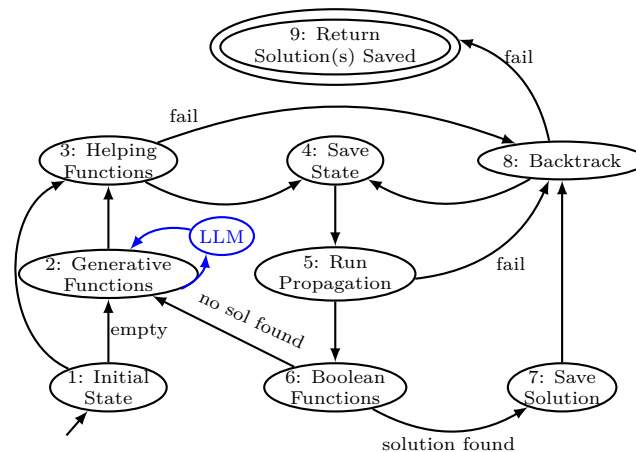 9: Return
Solution(s) Saved
fail
fail
3: Helping
Functions
4: Save
State
8: Backtrack
LLM
2: Generative
Functions
5: Run
Propagation
fail
no sol found
empty
1: Initial
State
6: Boolean
Functions
7: Save
Solution
solution found